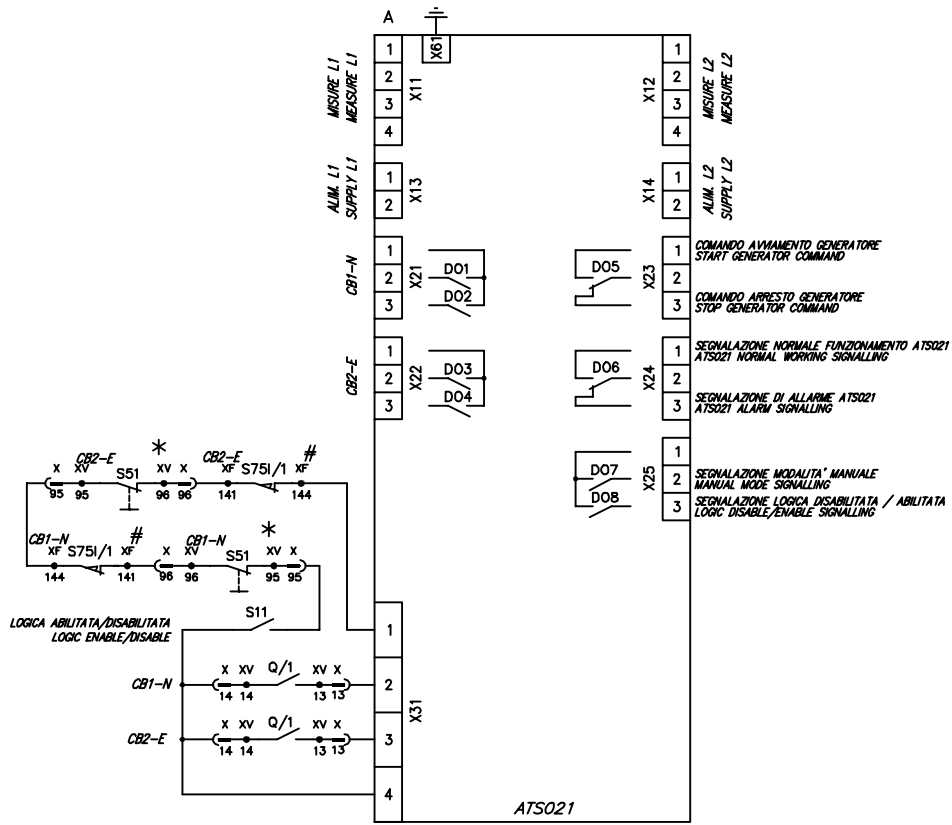 A
X61
MISURE L1
MEASURE L1
1
2
3
4
X11
X12
1
2
3
4
MISURE L2
MEASURE L2
ALIM. L1
SUPPLY L1
1
2
X13
X14
1
2
ALIM. L2
SUPPLY L2
CB1-N
1
2
3
X21
DO1
DO2
DO5
X23
1
2
3
COMANDO AVVIAMENTO GENERATORE
START GENERATOR COMMAND
COMANDO ARRESTO GENERATORE
STOP GENERATOR COMMAND
CB2-E
1
2
3
X22
DO3
DO4
DO6
X24
1
2
3
SEGNALAZIONE NORMALE FUNZIONAMENTO ATS021
ATS021 NORMAL WORKING SIGNALLING
SEGNALAZIONE DI ALLARME ATS021
ATS021 ALARM SIGNALLING
DO7
DO8
X25
1
2
3
SEGNALAZIONE MODALITA' MANUALE
MANUAL MODE SIGNALLING
SEGNALAZIONE LOGICA DISABILITATA / ABILITATA
LOGIC DISABLE/ENABLE SIGNALLING
CB2-E * CB2-E #
X XV S51 XV X XF S75I/1 XF
95 95 96 96 141 144
CB1-N # CB1-N *
XF S75I/1 XF X XV S51 XV X
144 141 96 96 95 95
S11
LOGICA ABILITATA/DISABILITATA
LOGIC ENABLE/DISABLE
1
X XV Q/1 XV X
CB1-N
14 14 13 13
2
X31
X XV Q/1 XV X
CB2-E
14 14 13 13
3
4
ATS021